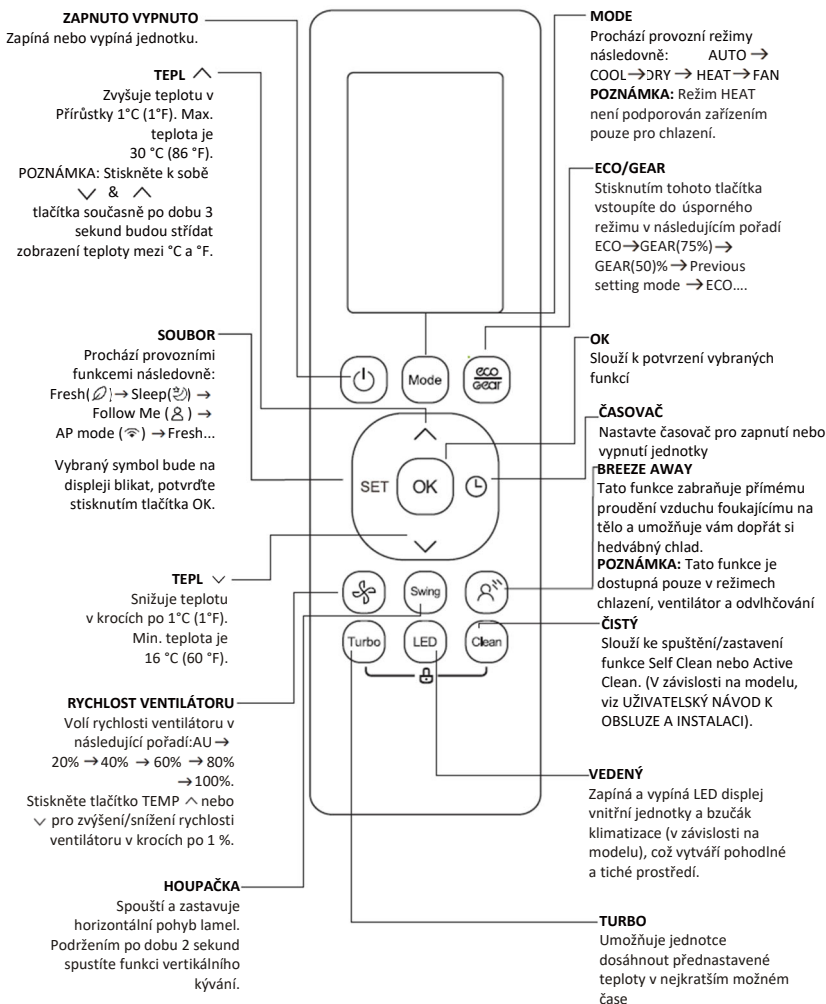 ZAPNUTO VYPNUTO
Zapíná nebo vypíná jednotku.
TEPL ︿
Zvyšuje teplotu v
Přírůstky 1°C (1°F). Max.
teplota je
30 °C (86 °F).
POZNÁMKA: Stiskněte k sobě
﹀ & ︿
tlačítka současně po dobu 3
sekund budou střídat
zobrazení teploty mezi °C a °F.
SOUBOR
Prochází provozními
funkcemi následovně:
Fresh( ) → Sleep( ) →
Follow Me ( ) →
AP mode ( ) → Fresh...
Vybraný symbol bude na
displeji blikat, potvrďte
stisknutím tlačítka OK.
TEPL ﹀
Snižuje teplotu
v krocích po 1°C (1°F).
Min. teplota je
16 °C (60 °F).
RYCHLOST VENTILÁTORU
Volí rychlosti ventilátoru v
následující pořadí:AU →
20% → 40% → 60% → 80%
→ 100%.
Stiskněte tlačítko TEMP ︿ nebo
﹀ pro zvýšení/snížení rychlosti
ventilátoru v krocích po 1 %.
HOUPAČKA
Spouští a zastavuje
horizontální pohyb lamel.
Podržením po dobu 2 sekund
spustíte funkci vertikálního
kývání.
Mode
eco
Gear
SET
OK
Swing
Turbo
LED
Clean
MODE
Prochází provozní režimy
následovně: AUTO →
COOL → DRY → HEAT → FAN
POZNÁMKA: Režim HEAT
není podporován zařízením
pouze pro chlazení.
ECO/GEAR
Stisknutím tohoto tlačítka
vstoupíte do úsporného
režimu v následujícím pořadí
ECO → GEAR(75%) →
GEAR(50)% → Previous
setting mode → ECO....
OK
Slouží k potvrzení vybraných
funkcí
ČASOVAČ
Nastavte časovač pro zapnutí nebo
vypnutí jednotky
BREEZE AWAY
Tato funkce zabraňuje přímému
proudění vzduchu foukajícímu na
tělo a umožňuje vám dopřát si
hedvábný chlad.
POZNÁMKA: Tato funkce je
dostupná pouze v režimech
chlazení, ventilátor a odvlhčování
ČISTÝ
Slouží ke spuštění/zastavení
funkce Self Clean nebo Active
Clean. (V závislosti na modelu,
viz UŽIVATELSKÝ NÁVOD K
OBSLUZE A INSTALACI).
VEDENÝ
Zapíná a vypíná LED displej
vnitřní jednotky a bzučák
klimatizace (v závislosti na
modelu), což vytváří pohodlné
a tiché prostředí.
TURBO
Umožňuje jednotce
dosáhnout přednastavené
teploty v nejkratším možném
čase